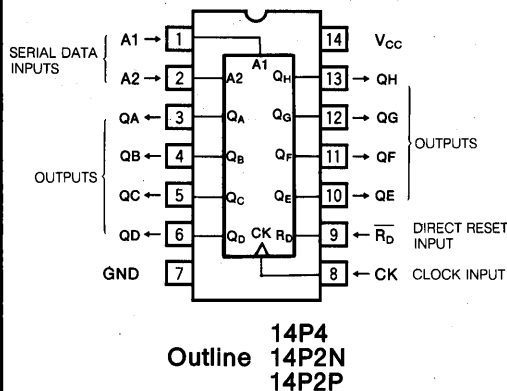 A1 → 1 14 VCC
SERIAL DATA INPUTS
A1
A2 → 2 A2 QH 13 → QH
QA ← 3 QA QG 12 → QG
QB ← 4 QB QF 11 → QF
OUTPUTS
OUTPUTS
QC ← 5 QC QE 10 → QE
QD ← 6 QD CK RD 9 ← R̅D̅ DIRECT RESET INPUT
GND 7 8 ← CK CLOCK INPUT
14P4
Outline 14P2N
14P2P